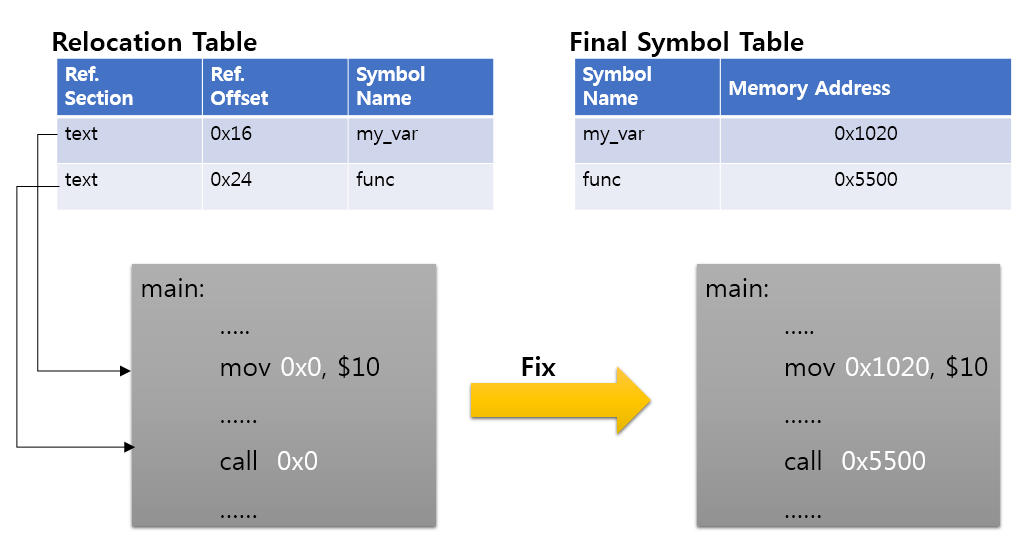 Relocation Table
Ref. Section Ref. Offset Symbol Name
text 0x16 my_var
text 0x24 func
Final Symbol Table
Symbol Name Memory Address
my_var 0x1020
func 0x5500
main:
.....
mov 0x0, $10
......
call 0x0
......
Fix
main:
.....
mov 0x1020, $10
......
call 0x5500
......